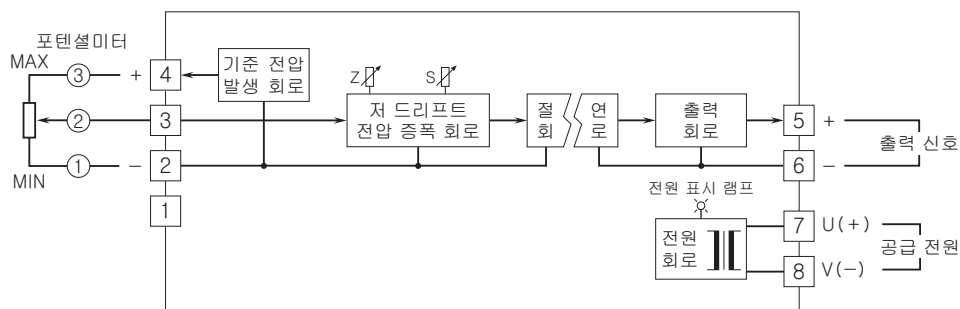 포텐셜미터
MAX
③ + 4
② 3
① − 2
MIN
1
기준 전압
발생 회로
Z
S
저 드리프트
전압 증폭 회로
절 연
회 로
출력
회로
5 +
출력 신호
6 −
전원 표시 램프
전원
회로
7 U(+)
공급 전원
8 V(−)